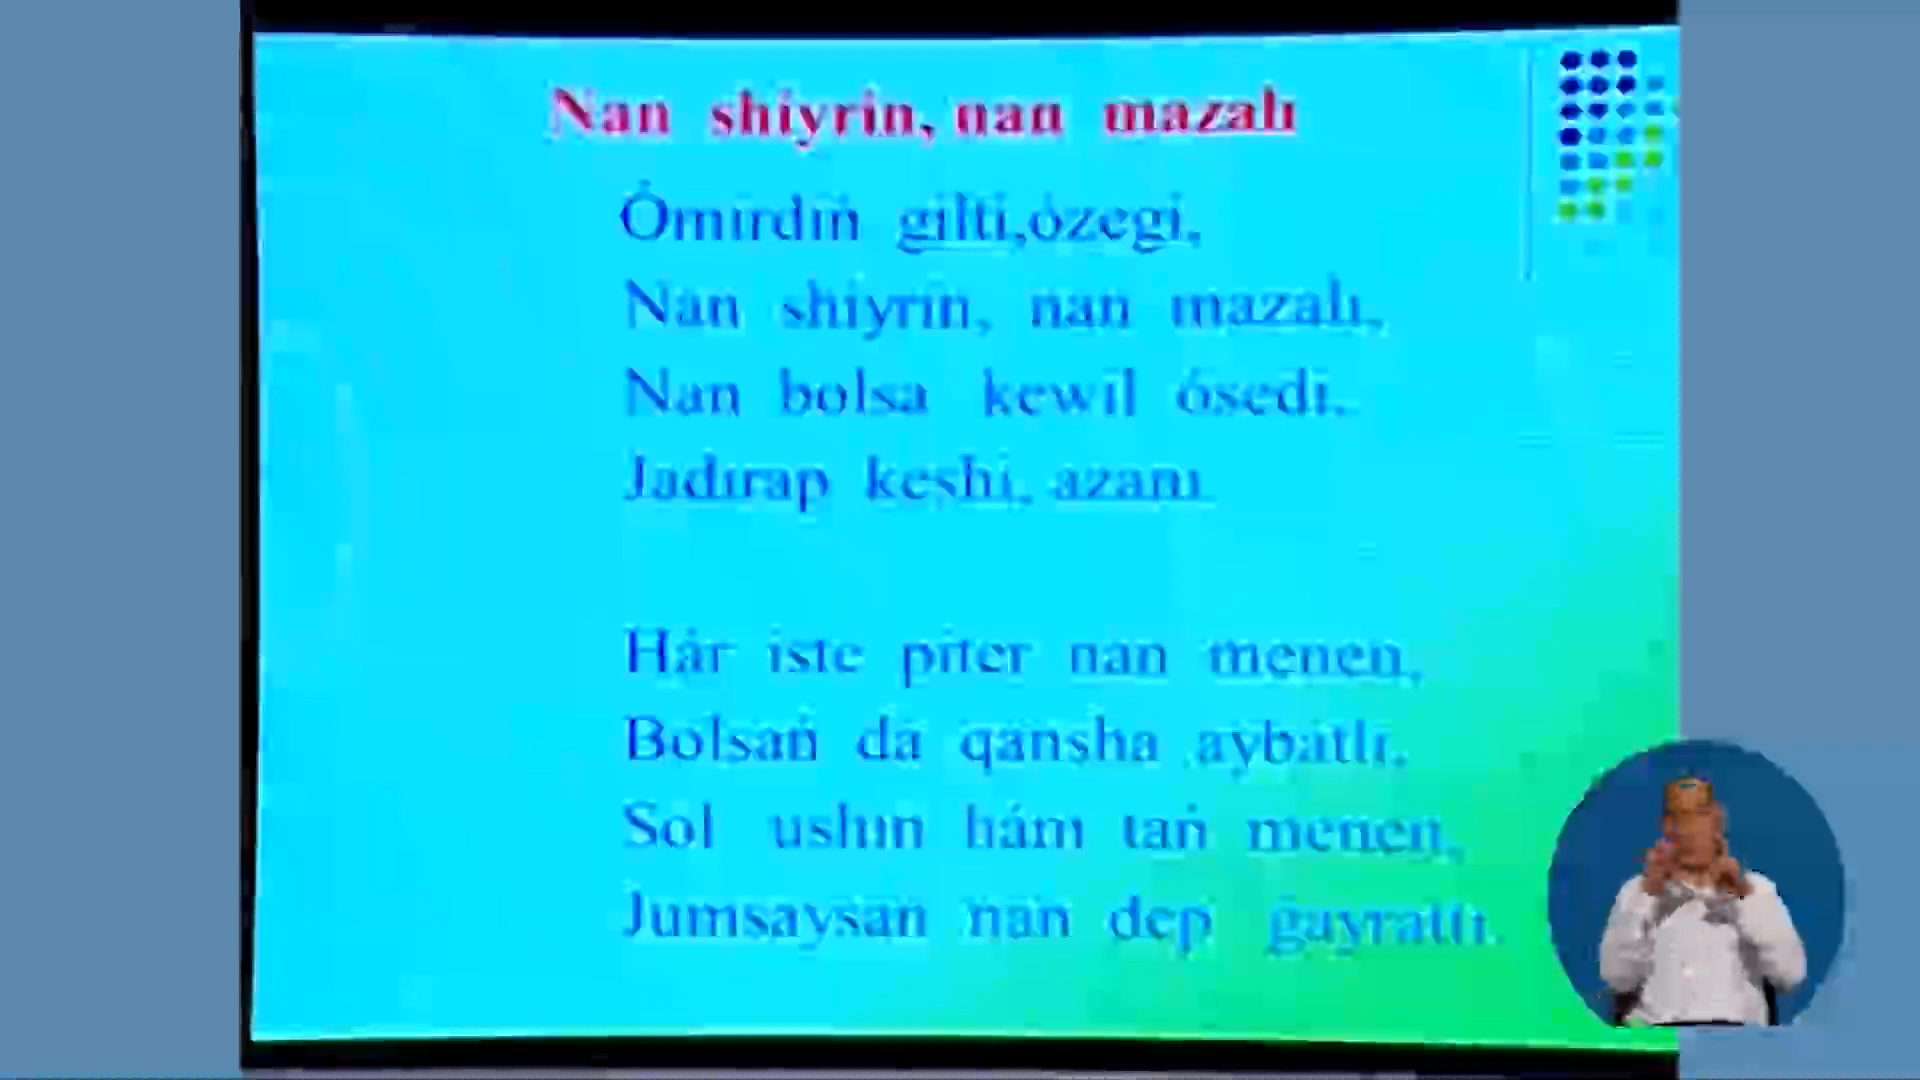 Nan shiyrin, nan mazalı
Ómirdiń gilti,ózegi,
Nan shiyrin, nan mazalı,
Nan bolsa kewil ósedi.
Jadırap keshi, azanı.
Hár iste piter nan menen,
Bolsań da qansha aybatlı,
Sol ushın hám tań menen,
Jumsaysań nan dep ǵayrattı.